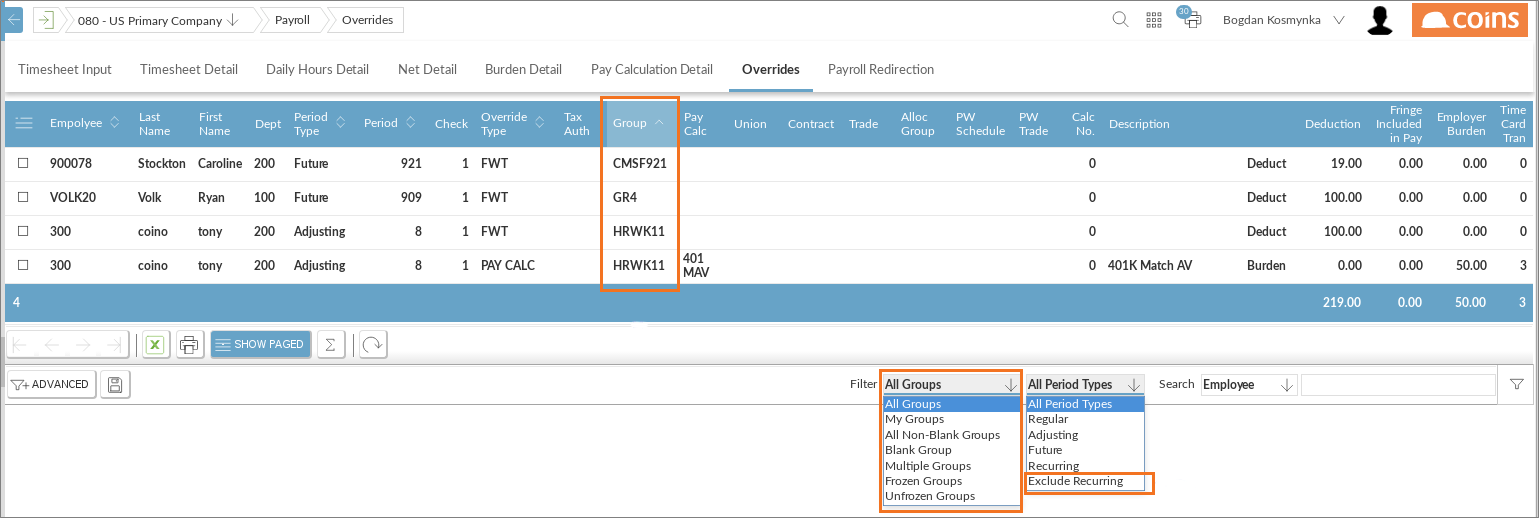 080 - US Primary Company Payroll Overrides 30 Bogdan Kosmynka coins
Timesheet Input Timesheet Detail Daily Hours Detail Net Detail Burden Detail Pay Calculation Detail Overrides Payroll Redirection
Empolyee Last Name First Name Dept Period Type Period Check Override Type Tax Auth Group Pay Calc Union Contract Trade Alloc Group PW Schedule PW Trade Calc No. Description Deduction Fringe Included in Pay Employer Burden Time Card Tran
900078 Stockton Caroline 200 Future 921 1 FWT CMSF921 0 Deduct 19.00 0.00 0.00 0
VOLK20 Volk Ryan 100 Future 909 1 FWT GR4 0 Deduct 100.00 0.00 0.00 0
300 coino tony 200 Adjusting 8 1 FWT HRWK11 0 Deduct 100.00 0.00 0.00 0
300 coino tony 200 Adjusting 8 1 PAY CALC HRWK11 401 MAV 0 401K Match AV Burden 0.00 0.00 50.00 3
4 219.00 0.00 50.00 3
X SHOW PAGED Σ
ADVANCED Filter All Groups All Period Types Search Employee
All Groups All Period Types
My Groups Regular
All Non-Blank Groups Adjusting
Blank Group Future
Multiple Groups Recurring
Frozen Groups Exclude Recurring
Unfrozen Groups